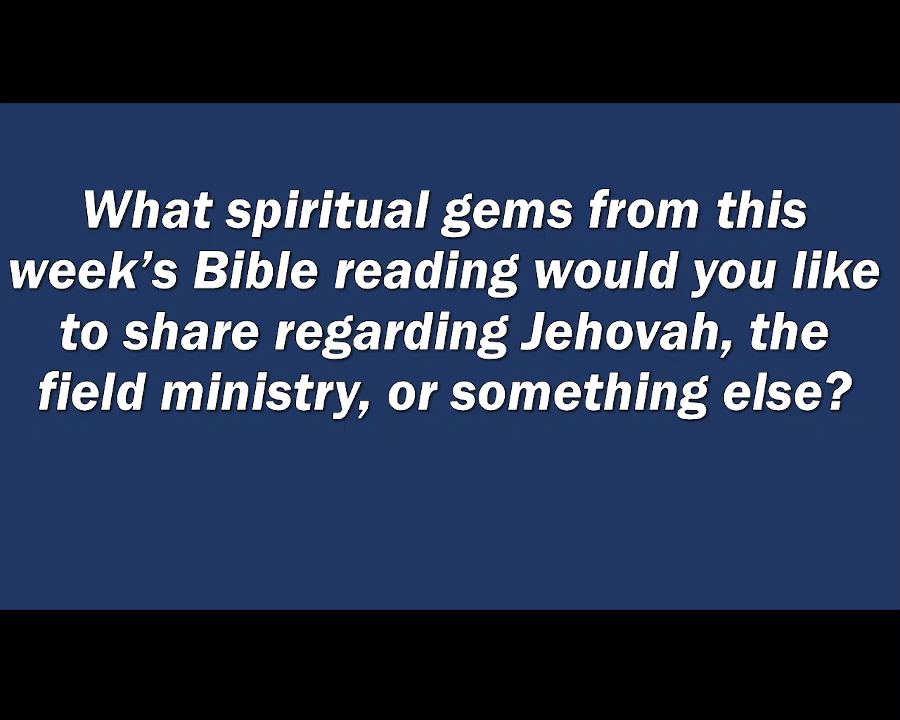 What spiritual gems from this
week’s Bible reading would you like
to share regarding Jehovah, the
field ministry, or something else?